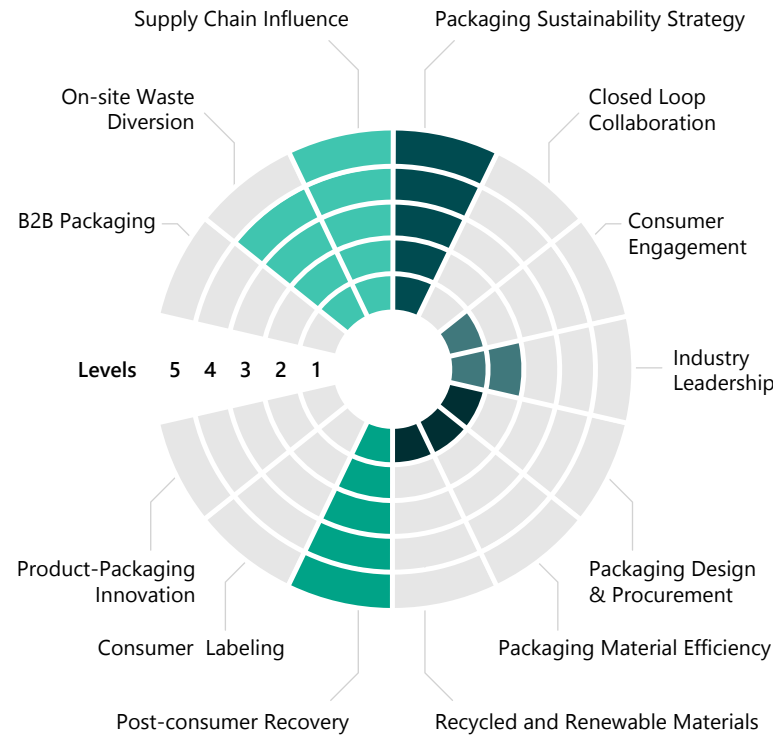 Supply Chain Influence
Packaging Sustainability Strategy
On-site Waste
Diversion
Closed Loop
Collaboration
B2B Packaging
Consumer
Engagement
Levels 5 4 3 2 1
Industry
Leadership
Product-Packaging
Innovation
Packaging Design
& Procurement
Consumer Labeling
Packaging Material Efficiency
Post-consumer Recovery
Recycled and Renewable Materials